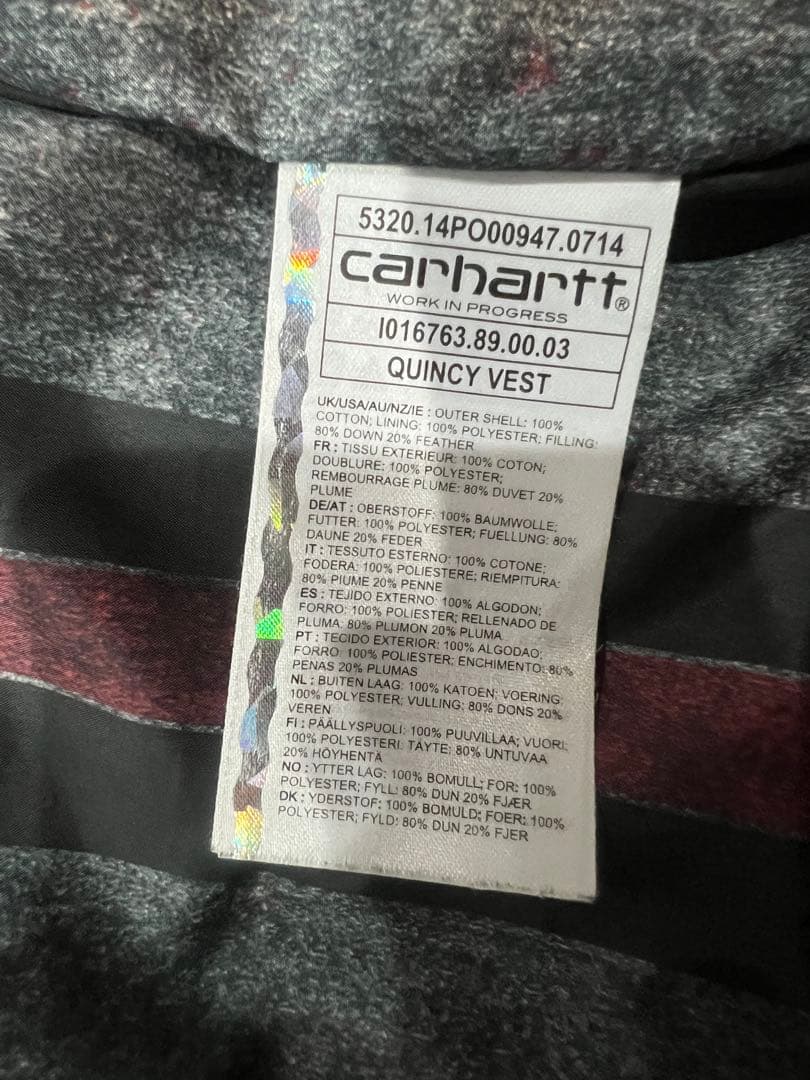 5320.14PO00947.0714
carhartt®
WORK IN PROGRESS
I016763.89.00.03
QUINCY VEST
UK/USA/AU/NZ/IE : OUTER SHELL: 100%
COTTON; LINING: 100% POLYESTER; FILLING:
80% DOWN 20% FEATHER
FR : TISSU EXTERIEUR: 100% COTON;
DOUBLURE: 100% POLYESTER;
REMBOURRAGE PLUME: 80% DUVET 20%
PLUME
DE/AT : OBERSTOFF: 100% BAUMWOLLE;
FUTTER: 100% POLYESTER; FUELLUNG: 80%
DAUNE 20% FEDER
IT : TESSUTO ESTERNO: 100% COTONE;
FODERA: 100% POLIESTERE; RIEMPITURA:
80% PIUME 20% PENNE
ES : TEJIDO EXTERNO: 100% ALGODON;
FORRO: 100% POLIESTER; RELLENADO DE
PLUMA: 80% PLUMON 20% PLUMA
PT : TECIDO EXTERIOR: 100% ALGODAO;
FORRO: 100% POLIESTER; ENCHIMENTO: 80%
PENAS 20% PLUMAS
NL : BUITEN LAAG: 100% KATOEN; VOERING:
100% POLYESTER; VULLING: 80% DONS 20%
VEREN
FI : PÄÄLLYSPUOLI: 100% PUUVILLAA; VUORI:
100% POLYESTERI. TÄYTE: 80% UNTUVAA
20% HÖYHENTÄ
NO : YTTER LAG: 100% BOMULL; FOR: 100%
POLYESTER; FYLL: 80% DUN 20% FJÆR
DK : YDERSTOF: 100% BOMULD; FOER: 100%
POLYESTER; FYLD: 80% DUN 20% FJER